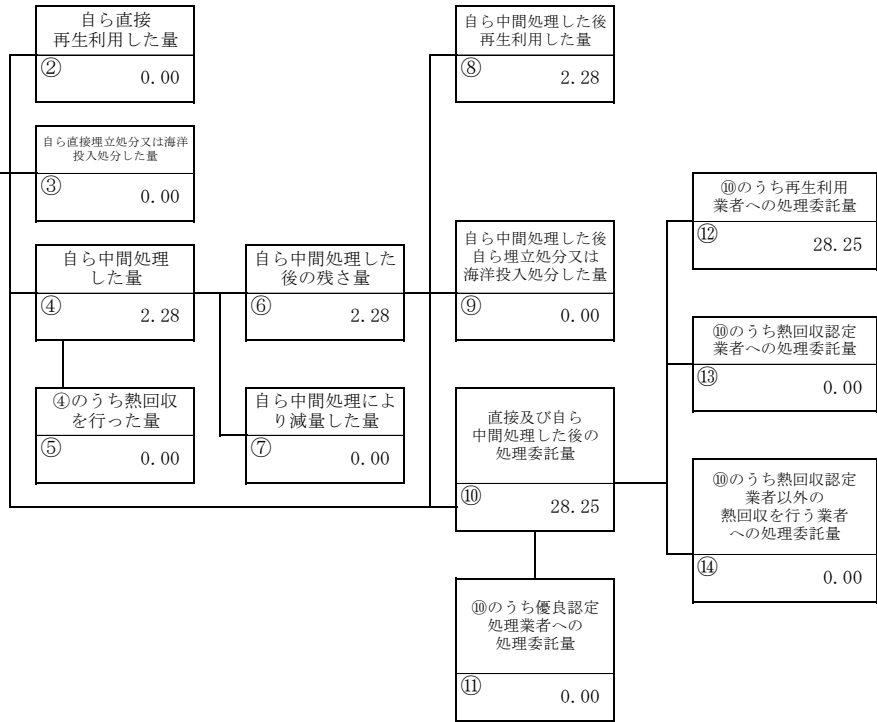 自ら直接
再生利用した量
②
0.00
自ら直接埋立処分又は海洋
投入処分した量
③
0.00
自ら中間処理
した量
④
2.28
④のうち熱回収
を行った量
⑤
0.00
自ら中間処理した
後の残さ量
⑥
2.28
自ら中間処理によ
り減量した量
⑦
0.00
自ら中間処理した後
再生利用した量
⑧
2.28
自ら中間処理した後
自ら埋立処分又は
海洋投入処分した量
⑨
0.00
直接及び自ら
中間処理した後の
処理委託量
⑩
28.25
⑩のうち優良認定
処理業者への
処理委託量
⑪
0.00
⑩のうち再生利用
業者への処理委託量
⑫
28.25
⑩のうち熱回収認定
業者への処理委託量
⑬
0.00
⑩のうち熱回収認定
業者以外の
熱回収を行う業者
への処理委託量
⑭
0.00